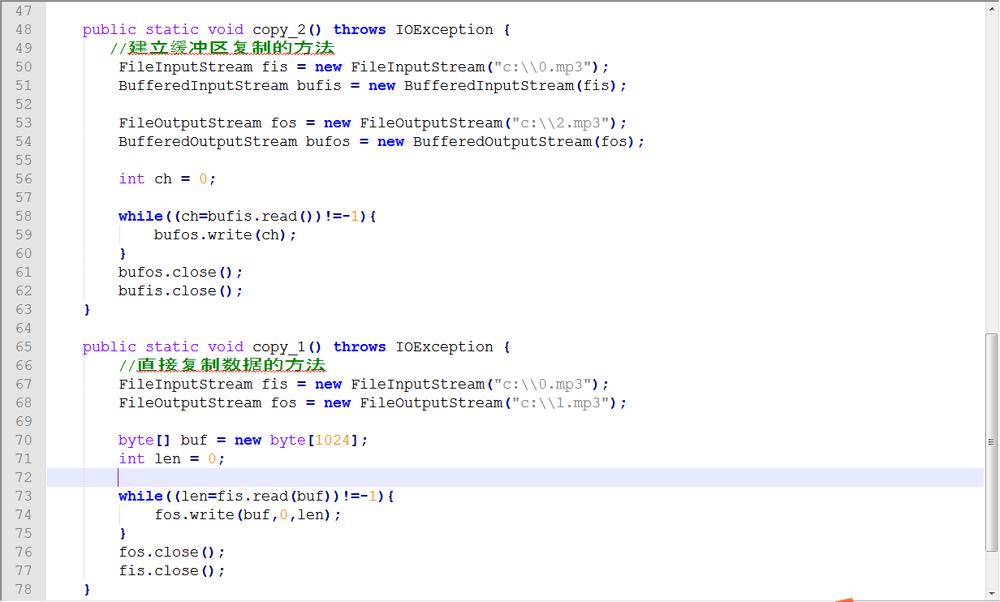 47
48 public static void copy_2() throws IOException {
49 //建立缓冲区复制的方法
50 FileInputStream fis = new FileInputStream("c:\\0.mp3");
51 BufferedInputStream bufis = new BufferedInputStream(fis);
52
53 FileOutputStream fos = new FileOutputStream("c:\\2.mp3");
54 BufferedOutputStream bufos = new BufferedOutputStream(fos);
55
56 int ch = 0;
57
58 while((ch=bufis.read())!=-1){
59 bufos.write(ch);
60 }
61 bufos.close();
62 bufis.close();
63 }
64
65 public static void copy_1() throws IOException {
66 //直接复制数据的方法
67 FileInputStream fis = new FileInputStream("c:\\0.mp3");
68 FileOutputStream fos = new FileOutputStream("c:\\1.mp3");
69
70 byte[] buf = new byte[1024];
71 int len = 0;
72
73 while((len=fis.read(buf))!=-1){
74 fos.write(buf,0,len);
75 }
76 fos.close();
77 fis.close();
78 }